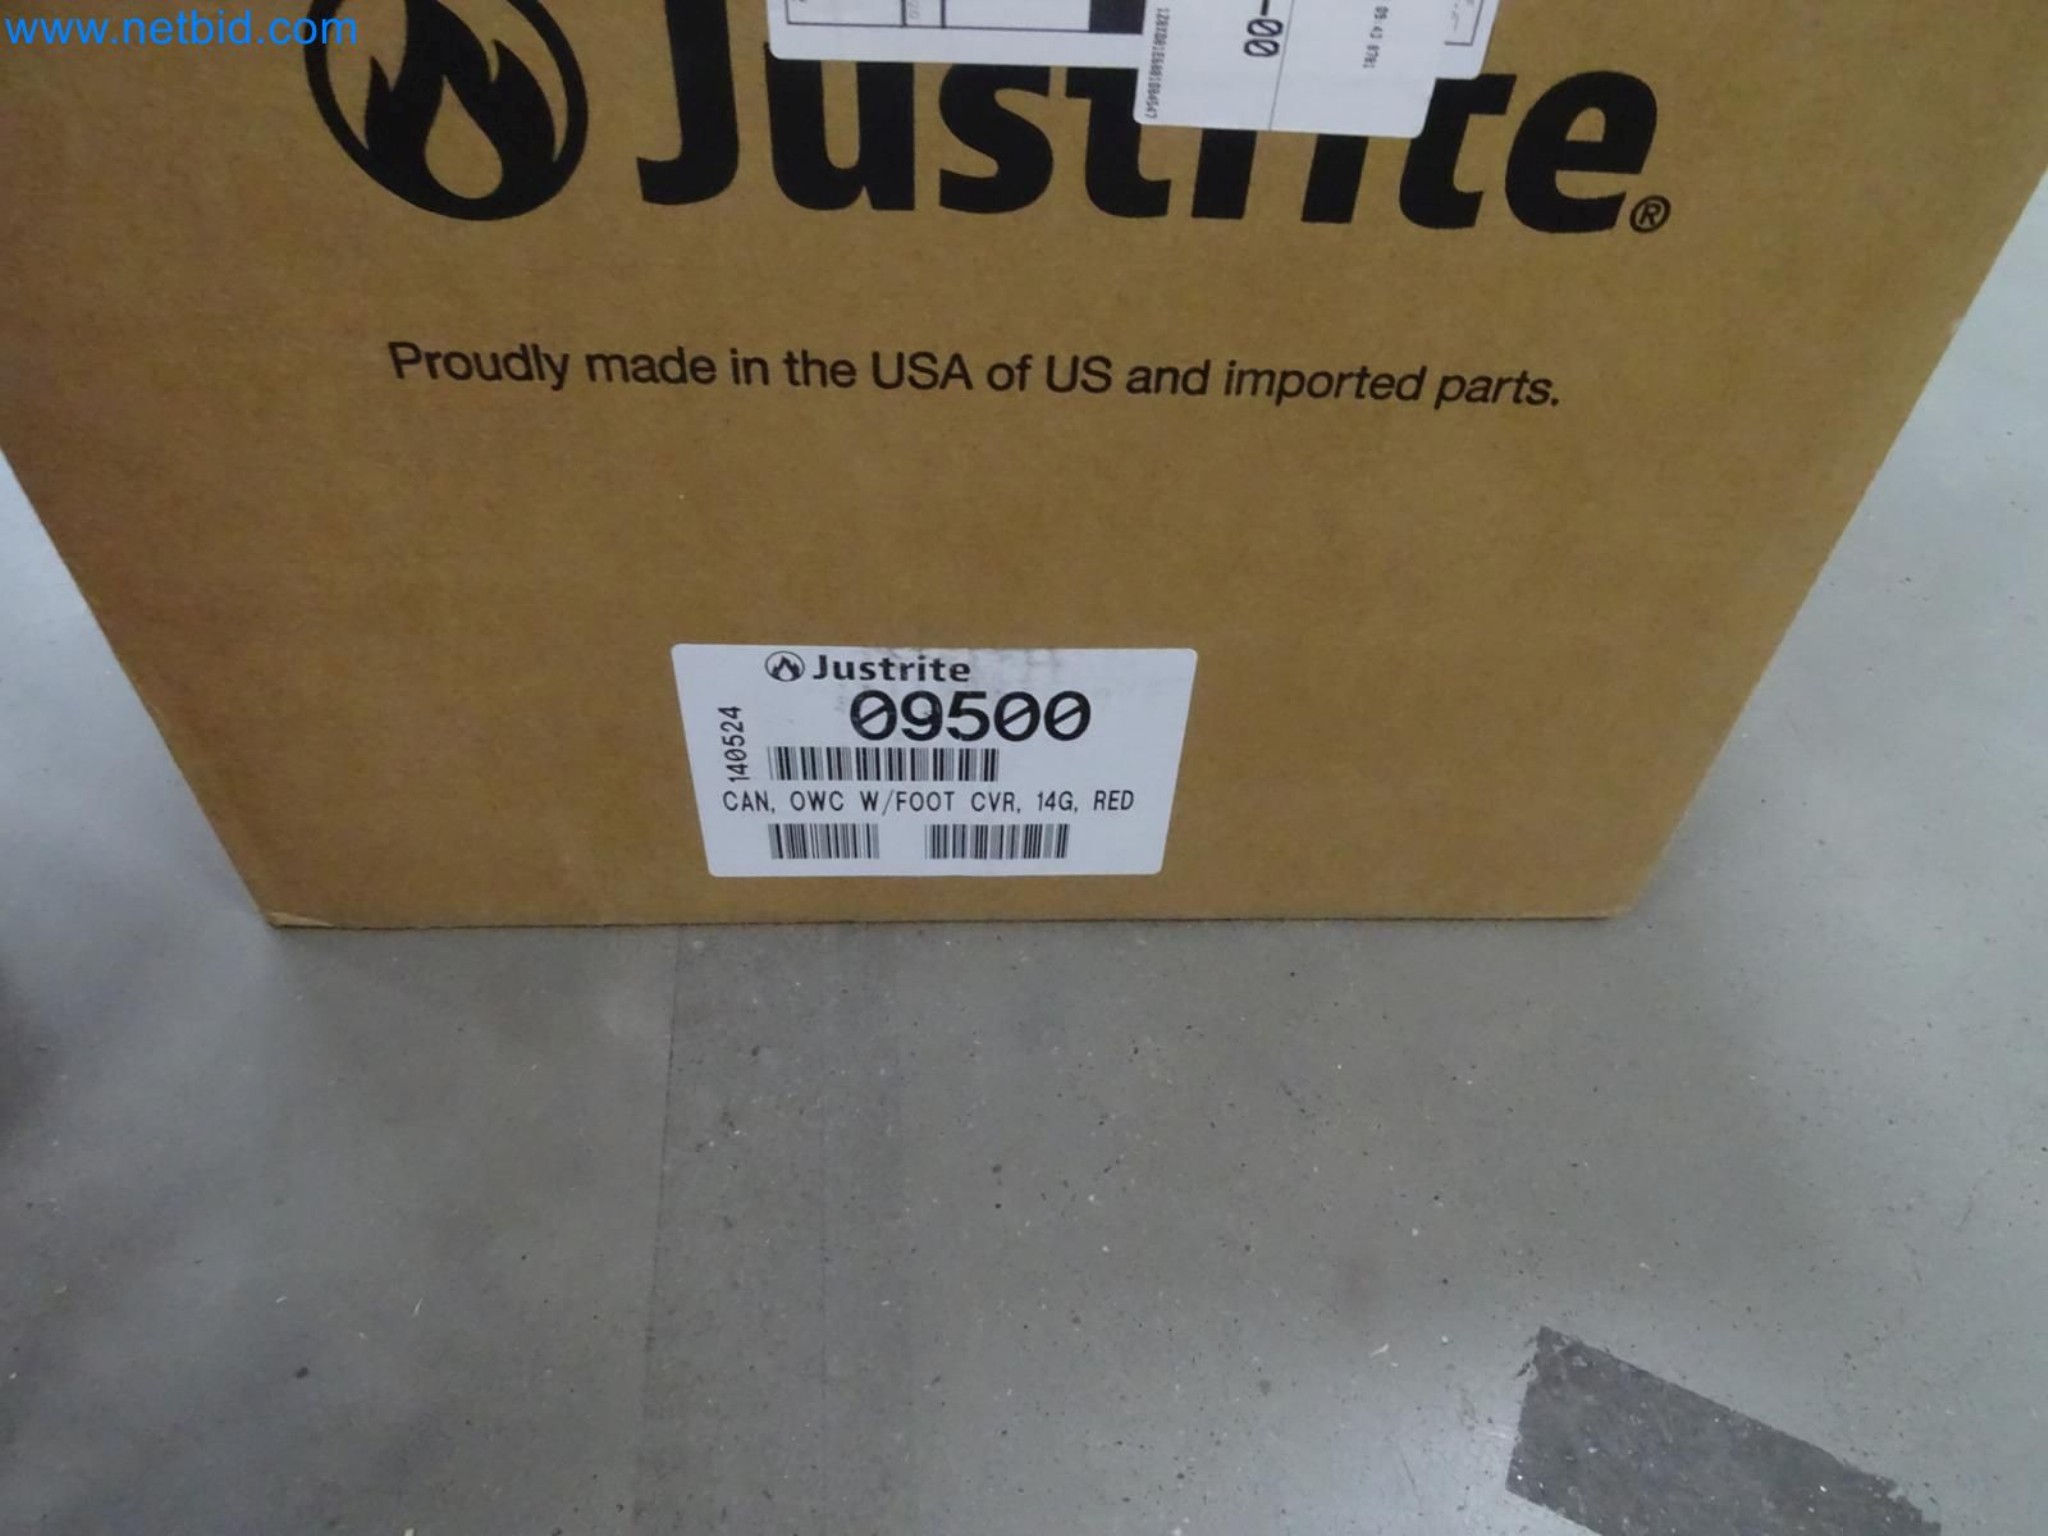 www.netbid.com
00-
Justrite®
Proudly made in the USA of US and imported parts.
Justrite
09500
140524
CAN, OWC W/FOOT CVR, 14G, RED